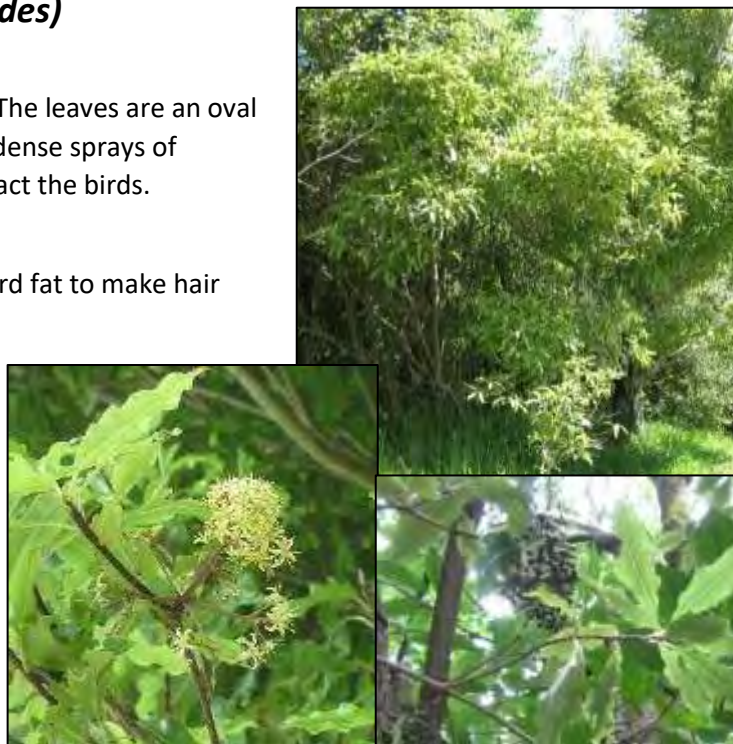 des)
The leaves are an oval
dense sprays of
act the birds.
rd fat to make hair